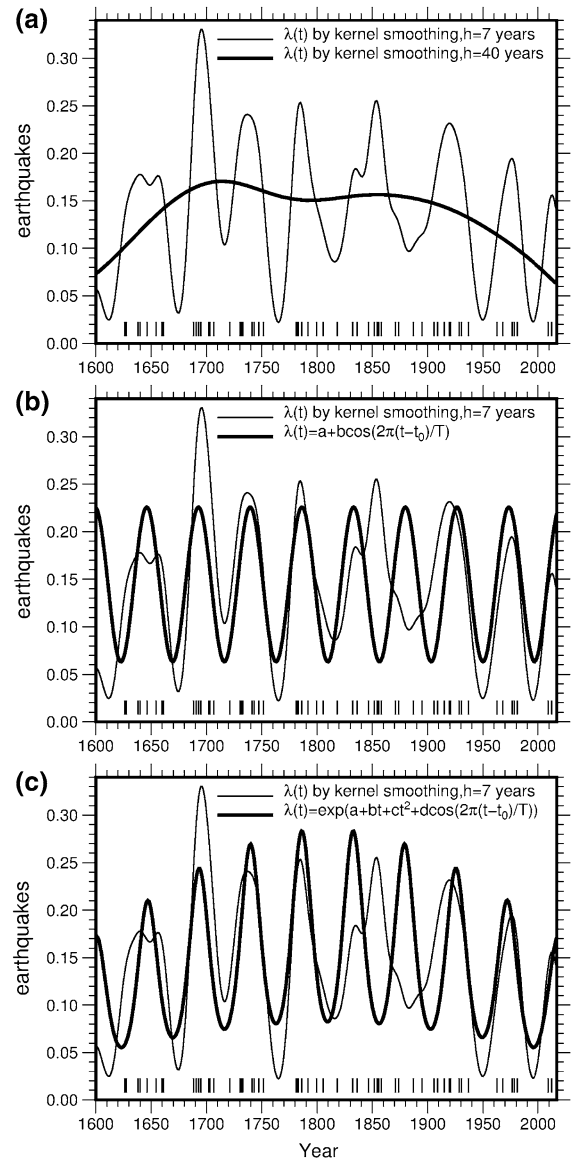 (a)
λ(t) by kernel smoothing,h=7 years
λ(t) by kernel smoothing,h=40 years
earthquakes
0.30
0.25
0.20
0.15
0.10
0.05
0.00
1600 1650 1700 1750 1800 1850 1900 1950 2000
(b)
λ(t) by kernel smoothing,h=7 years
λ(t)=a+bcos(2π(t−t₀)/T)
earthquakes
0.30
0.25
0.20
0.15
0.10
0.05
0.00
1600 1650 1700 1750 1800 1850 1900 1950 2000
(c)
λ(t) by kernel smoothing,h=7 years
λ(t)=exp(a+bt+ct²+dcos(2π(t−t₀)/T))
earthquakes
0.30
0.25
0.20
0.15
0.10
0.05
0.00
1600 1650 1700 1750 1800 1850 1900 1950 2000
Year